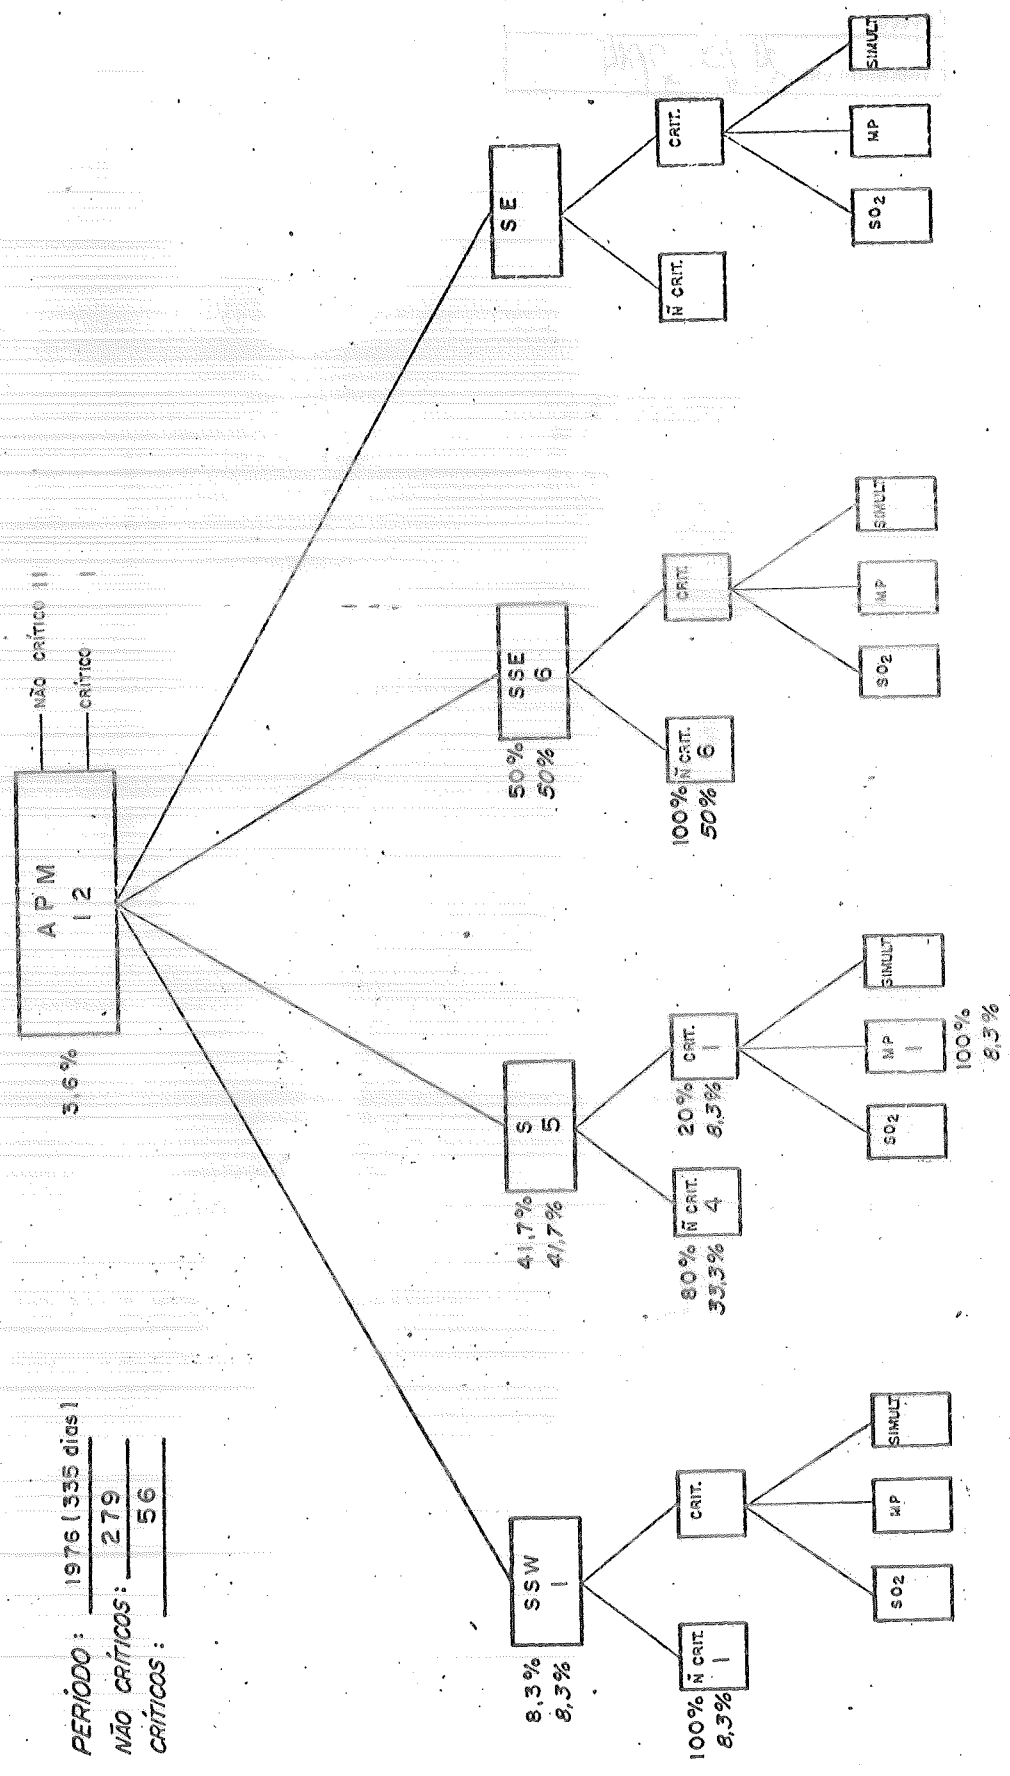 PERÍODO: 1976 (335 dias)
NÃO CRÍTICOS: 279
CRÍTICOS: 56
3,6%
APM
12
NÃO CRÍTICO 11
CRÍTICO 1
8,3%
8,3%
SSW
1
41,7%
41,7%
S
5
50%
50%
SSE
6
SE
100%
8,3%
Ñ CRIT.
1
CRIT.
80%
33,3%
Ñ CRIT.
4
20%
8,3%
CRIT.
1
100%
50%
Ñ CRIT.
6
CRIT.
Ñ CRIT.
CRIT.
SO2
MP
SIMULT
SO2
MP
1
100%
8,3%
SIMULT
SO2
MP
SIMULT
SO2
MP
SIMULT